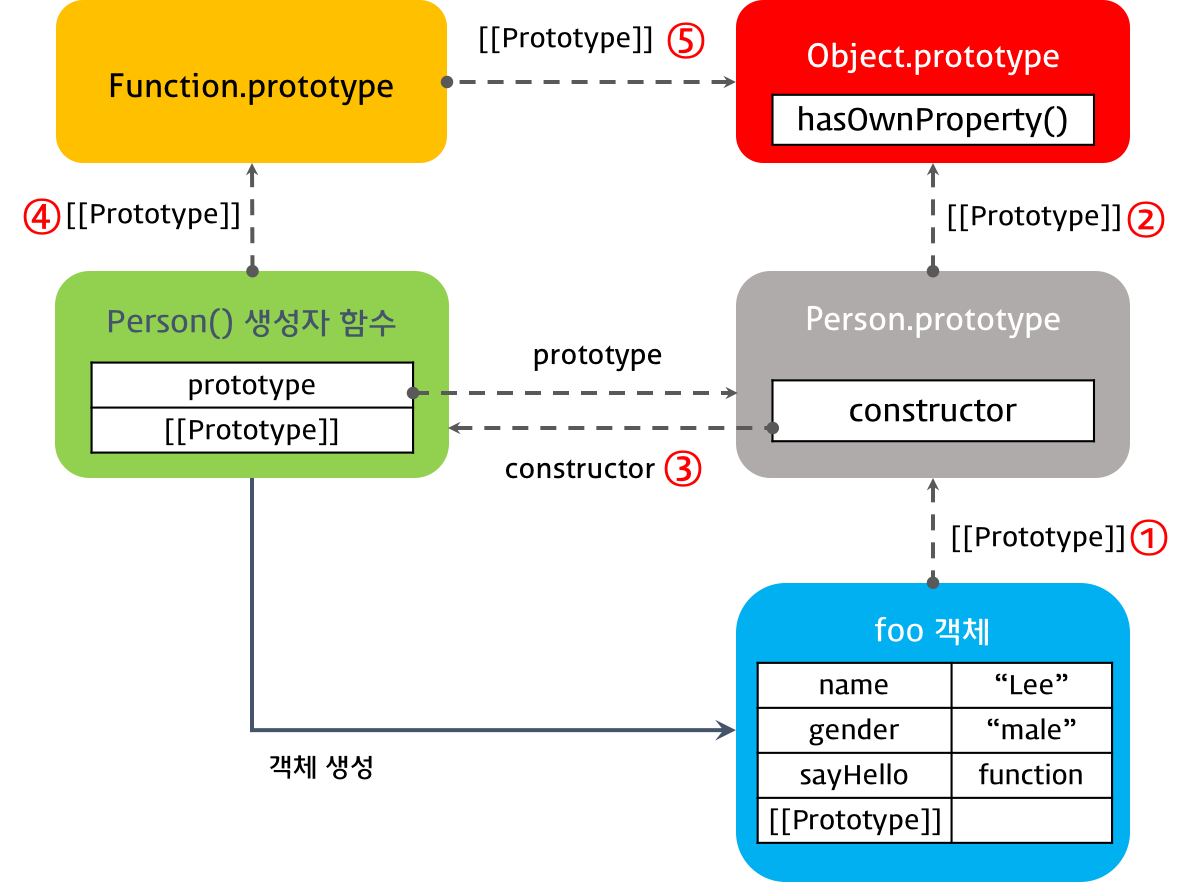 [[Prototype]] ⑤
Function.prototype
Object.prototype
hasOwnProperty()
④ [[Prototype]]
[[Prototype]] ②
Person() 생성자 함수
prototype
[[Prototype]]
prototype
constructor ③
Person.prototype
constructor
[[Prototype]] ①
foo 객체
name “Lee”
gender “male”
sayHello function
[[Prototype]]
객체 생성